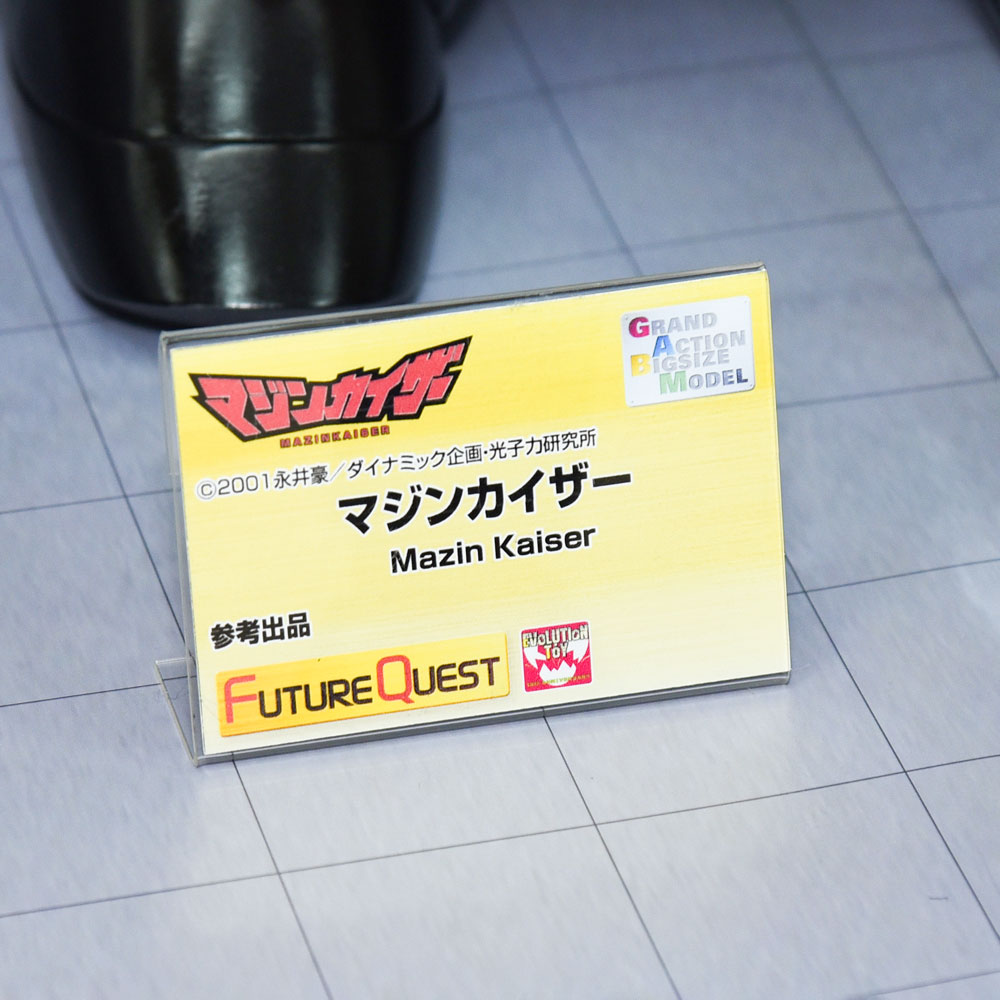 マジンカイザー
MAZINKAISER
GRAND
ACTION
BIGSIZE
MODEL
©2001永井豪／ダイナミック企画・光子力研究所
マジンカイザー
Mazin Kaiser
参考出品
FUTURE QUEST
EVOLUTION
TOY